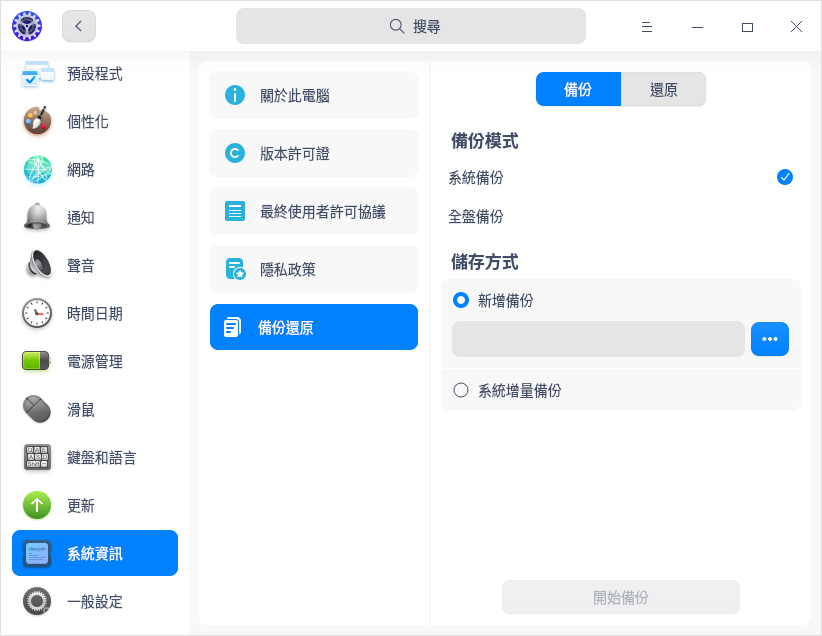 搜尋
預設程式
個性化
網路
通知
聲音
時間日期
電源管理
滑鼠
鍵盤和語言
更新
系統資訊
一般設定
關於此電腦
版本許可證
最終使用者許可協議
隱私政策
備份還原
備份
還原
備份模式
系統備份
全盤備份
儲存方式
新增備份
系統增量備份
開始備份